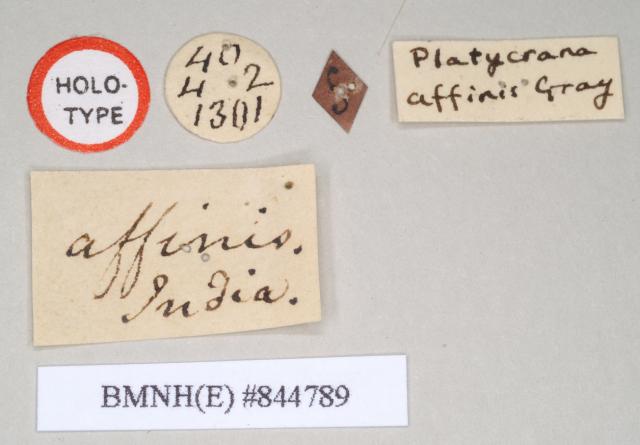 HOLO-
TYPE
40
4 . 2
1301
Platycrana
affinis Gray
affinis.
India.
BMNH(E) #844789